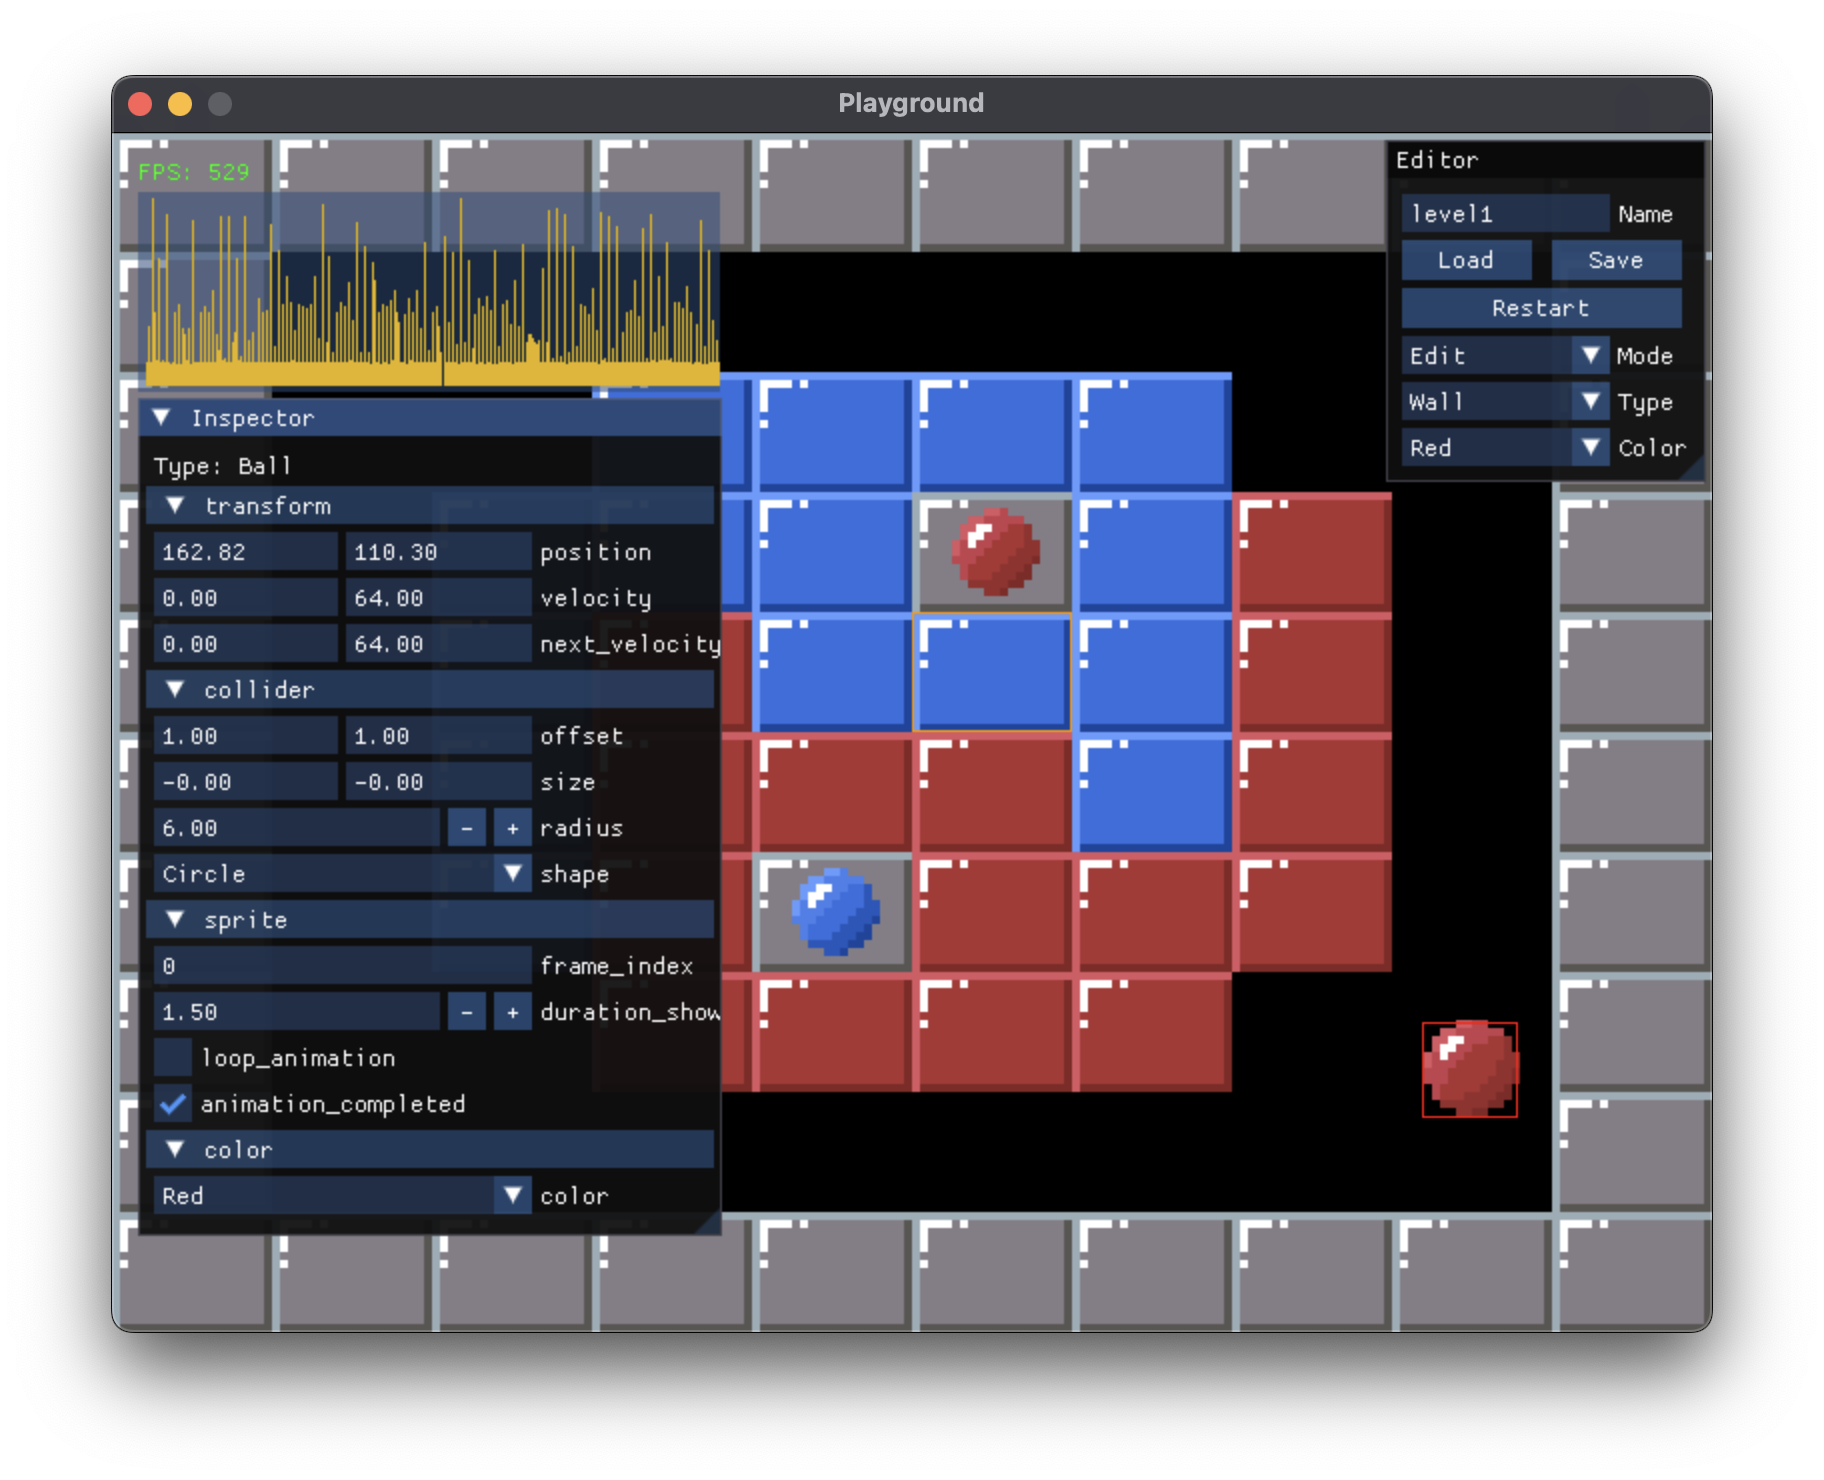 Playground
FPS: 529
Inspector
Type: Ball
transform
162.82 110.30 position
0.00 64.00 velocity
0.00 64.00 next_velocity
collider
1.00 1.00 offset
-0.00 -0.00 size
6.00 - + radius
Circle shape
sprite
0 frame_index
1.50 - + duration_show
loop_animation
animation_completed
color
Red color
Editor
level1 Name
Load Save
Restart
Edit Mode
Wall Type
Red Color